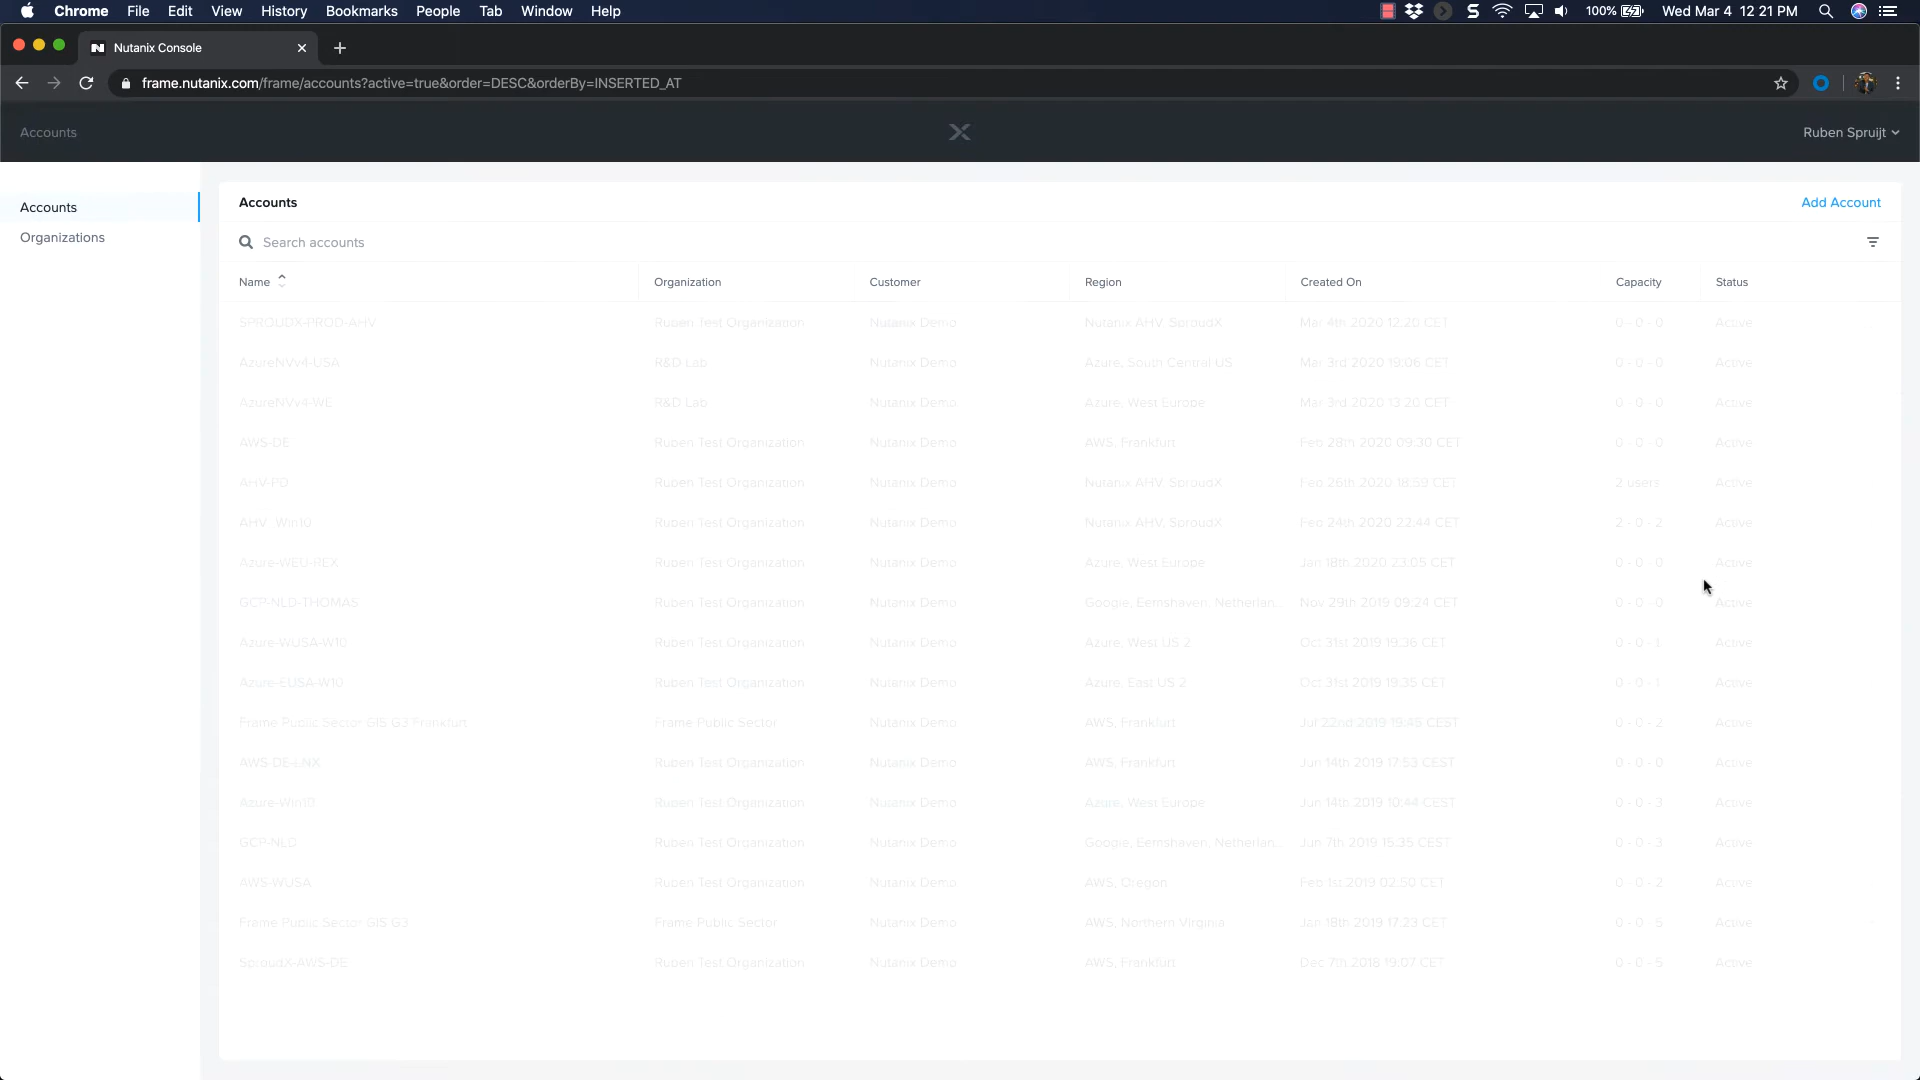 Chrome File Edit View History Bookmarks People Tab Window Help 100% Wed Mar 4 12 21 PM
Nutanix Console
frame.nutanix.com/frame/accounts?active=true&order=DESC&orderBy=INSERTED_AT
Accounts Ruben Spruijt
Accounts
Organizations
Accounts Add Account
Search accounts
Name Organization Customer Region Created On Capacity Status
SPROUDX-PROD-AHV Ruben Test Organization Nutanix Demo Nutanix AHV, SproudX Mar 4th 2020 12:20 CET 0 - 0 - 0 Active
AzureNVv4-USA R&D Lab Nutanix Demo Azure, South Central US Mar 3rd 2020 19:06 CET 0 - 0 - 0 Active
AzureNVv4-WE R&D Lab Nutanix Demo Azure, West Europe Mar 3rd 2020 13:20 CET 0 - 0 - 0 Active
AWS-DE Ruben Test Organization Nutanix Demo AWS, Frankfurt Feb 28th 2020 09:30 CET 0 - 0 - 0 Active
AHV-PD Ruben Test Organization Nutanix Demo Nutanix AHV, SproudX Feb 26th 2020 18:59 CET 2 users Active
AHV_Win10 Ruben Test Organization Nutanix Demo Nutanix AHV, SproudX Feb 24th 2020 22:44 CET 2 - 0 - 2 Active
Azure-WEU-REX Ruben Test Organization Nutanix Demo Azure, West Europe Jan 18th 2020 23:05 CET 0 - 0 - 0 Active
GCP-NLD-THOMAS Ruben Test Organization Nutanix Demo Google, Eemshaven, Netherlan... Nov 29th 2019 09:24 CET 0 - 0 - 0 Active
Azure-WUSA-W10 Ruben Test Organization Nutanix Demo Azure, West US 2 Oct 31st 2019 19:36 CET 0 - 0 - 1 Active
Azure-EUSA-W10 Ruben Test Organization Nutanix Demo Azure, East US 2 Oct 31st 2019 19:35 CET 0 - 0 - 1 Active
Frame Public Sector GIS G3 Frankfurt Frame Public Sector Nutanix Demo AWS, Frankfurt Jul 22nd 2019 19:45 CEST 0 - 0 - 2 Active
AWS-DE-LNX Ruben Test Organization Nutanix Demo AWS, Frankfurt Jun 14th 2019 17:53 CEST 0 - 0 - 0 Active
Azure-Win10 Ruben Test Organization Nutanix Demo Azure, West Europe Jun 14th 2019 10:44 CEST 0 - 0 - 3 Active
GCP-NLD Ruben Test Organization Nutanix Demo Google, Eemshaven, Netherlan... Jun 7th 2019 15:35 CEST 0 - 0 - 3 Active
AWS-WUSA Ruben Test Organization Nutanix Demo AWS, Oregon Feb 1st 2019 02:50 CET 0 - 0 - 2 Active
Frame Public Sector GIS G3 Frame Public Sector Nutanix Demo AWS, Northern Virginia Jan 18th 2019 17:23 CET 0 - 0 - 5 Active
SproudX-AWS-DE Ruben Test Organization Nutanix Demo AWS, Frankfurt Dec 7th 2018 19:07 CET 0 - 0 - 5 Active